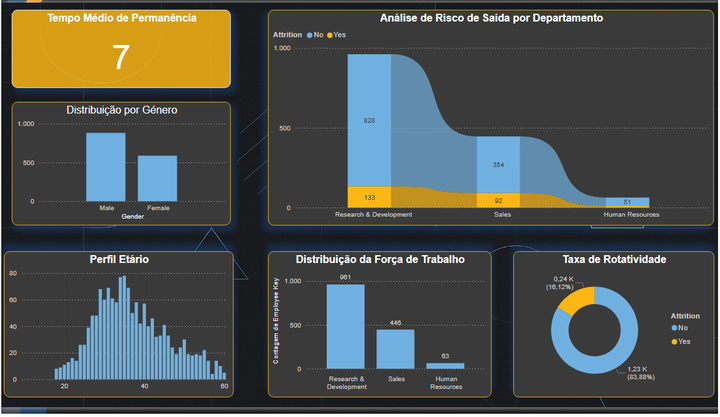 Tempo Médio de Permanência
7
Distribuição por Género
1.000
500
0
Male
Female
Gender
Análise de Risco de Saída por Departamento
Attrition No Yes
1.000
500
0
828
133
354
92
51
Research & Development
Sales
Human Resources
Perfil Etário
80
60
40
20
0
20
40
60
Distribuição da Força de Trabalho
Contagem de Employee Key
1.000
500
0
961
446
63
Research &
Development
Sales
Human
Resources
Taxa de Rotatividade
0,24 K
(16,12%)
1,23 K
(83,88%)
Attrition
No
Yes